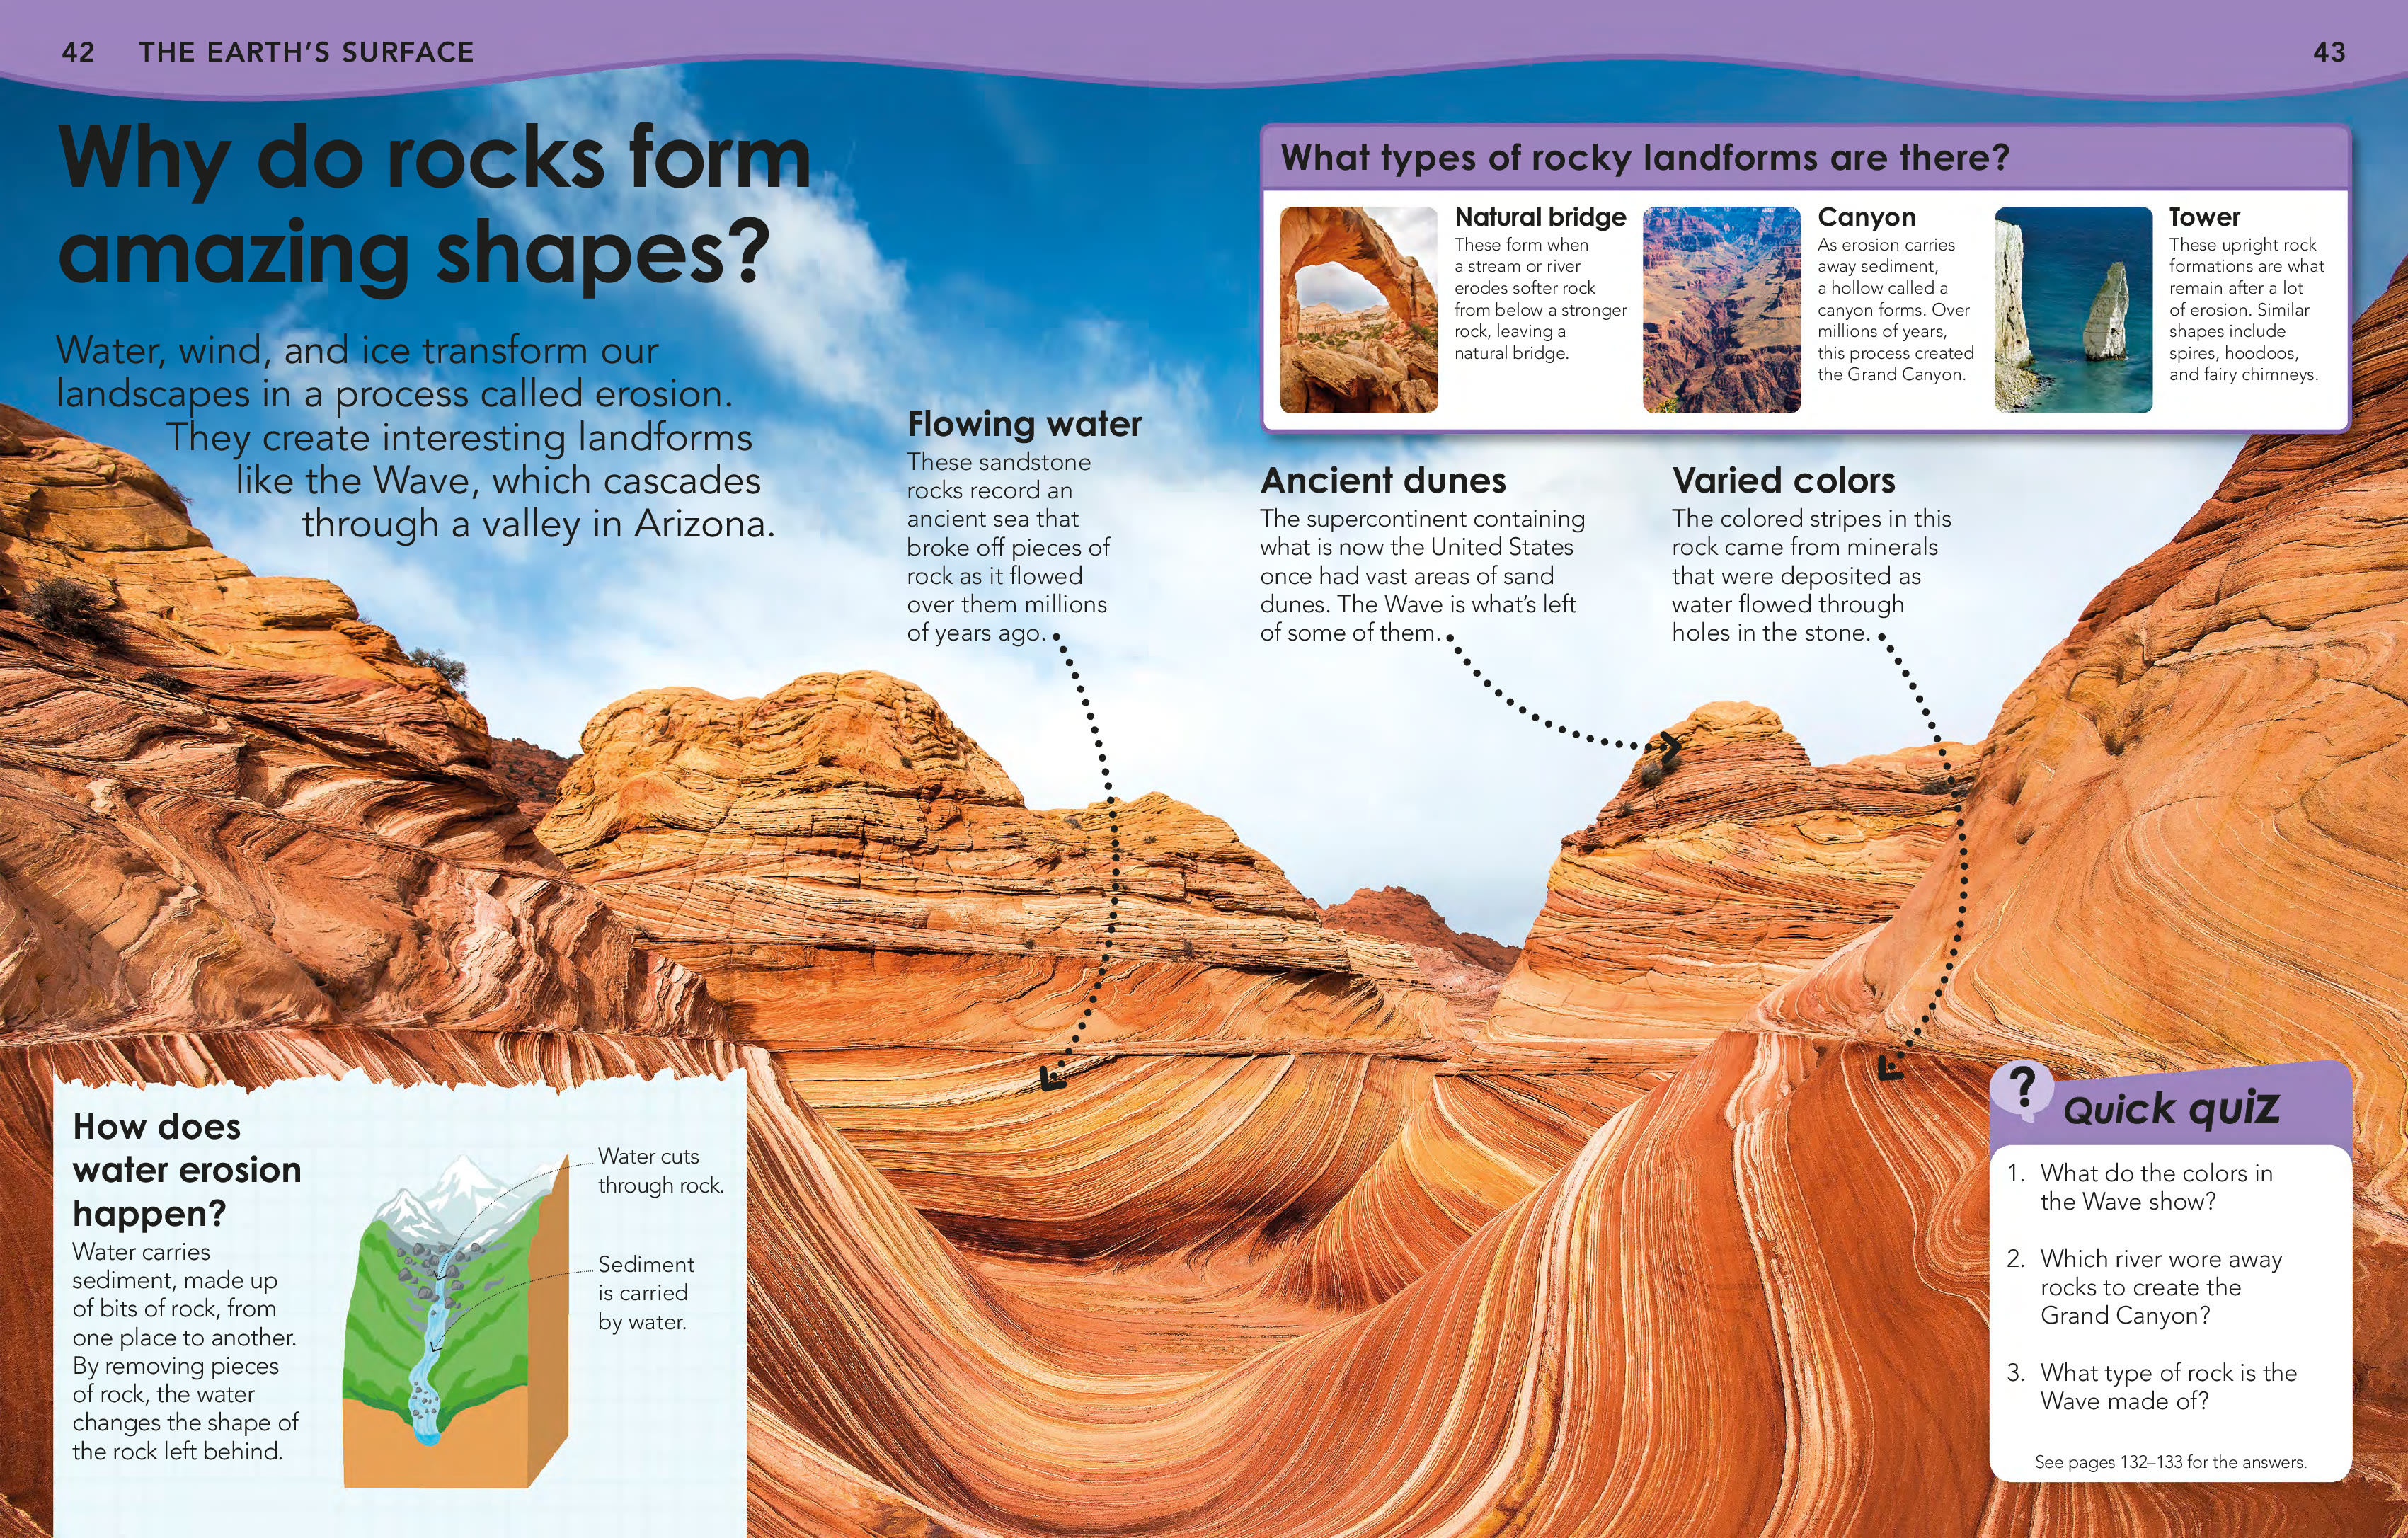 42 THE EARTH’S SURFACE
43
Why do rocks form
amazing shapes?
Water, wind, and ice transform our
landscapes in a process called erosion.
They create interesting landforms
like the Wave, which cascades
through a valley in Arizona.
Flowing water
These sandstone
rocks record an
ancient sea that
broke off pieces of
rock as it flowed
over them millions
of years ago.
What types of rocky landforms are there?
Natural bridge
These form when
a stream or river
erodes softer rock
from below a stronger
rock, leaving a
natural bridge.
Canyon
As erosion carries
away sediment,
a hollow called a
canyon forms. Over
millions of years,
this process created
the Grand Canyon.
Tower
These upright rock
formations are what
remain after a lot
of erosion. Similar
shapes include
spires, hoodoos,
and fairy chimneys.
Ancient dunes
The supercontinent containing
what is now the United States
once had vast areas of sand
dunes. The Wave is what’s left
of some of them.
Varied colors
The colored stripes in this
rock came from minerals
that were deposited as
water flowed through
holes in the stone.
How does
water erosion
happen?
Water carries
sediment, made up
of bits of rock, from
one place to another.
By removing pieces
of rock, the water
changes the shape of
the rock left behind.
Water cuts
through rock.
Sediment
is carried
by water.
? Quick quiz
1. What do the colors in
the Wave show?
2. Which river wore away
rocks to create the
Grand Canyon?
3. What type of rock is the
Wave made of?
See pages 132–133 for the answers.